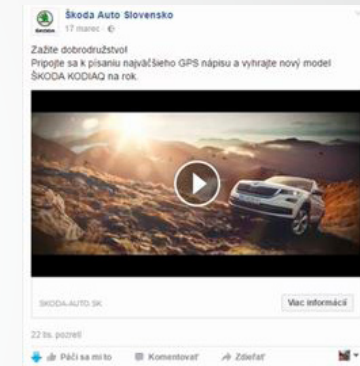 Škoda Auto Slovensko
17 marec ·
Zažite dobrodružstvo!
Pripojte sa k písaniu najväčšieho GPS nápisu a vyhrajte nový model
ŠKODA KODIAQ na rok.
SKODA-AUTO.SK
Viac informácií
22 tis. pozretí
Páči sa mi to Komentovať Zdieľať